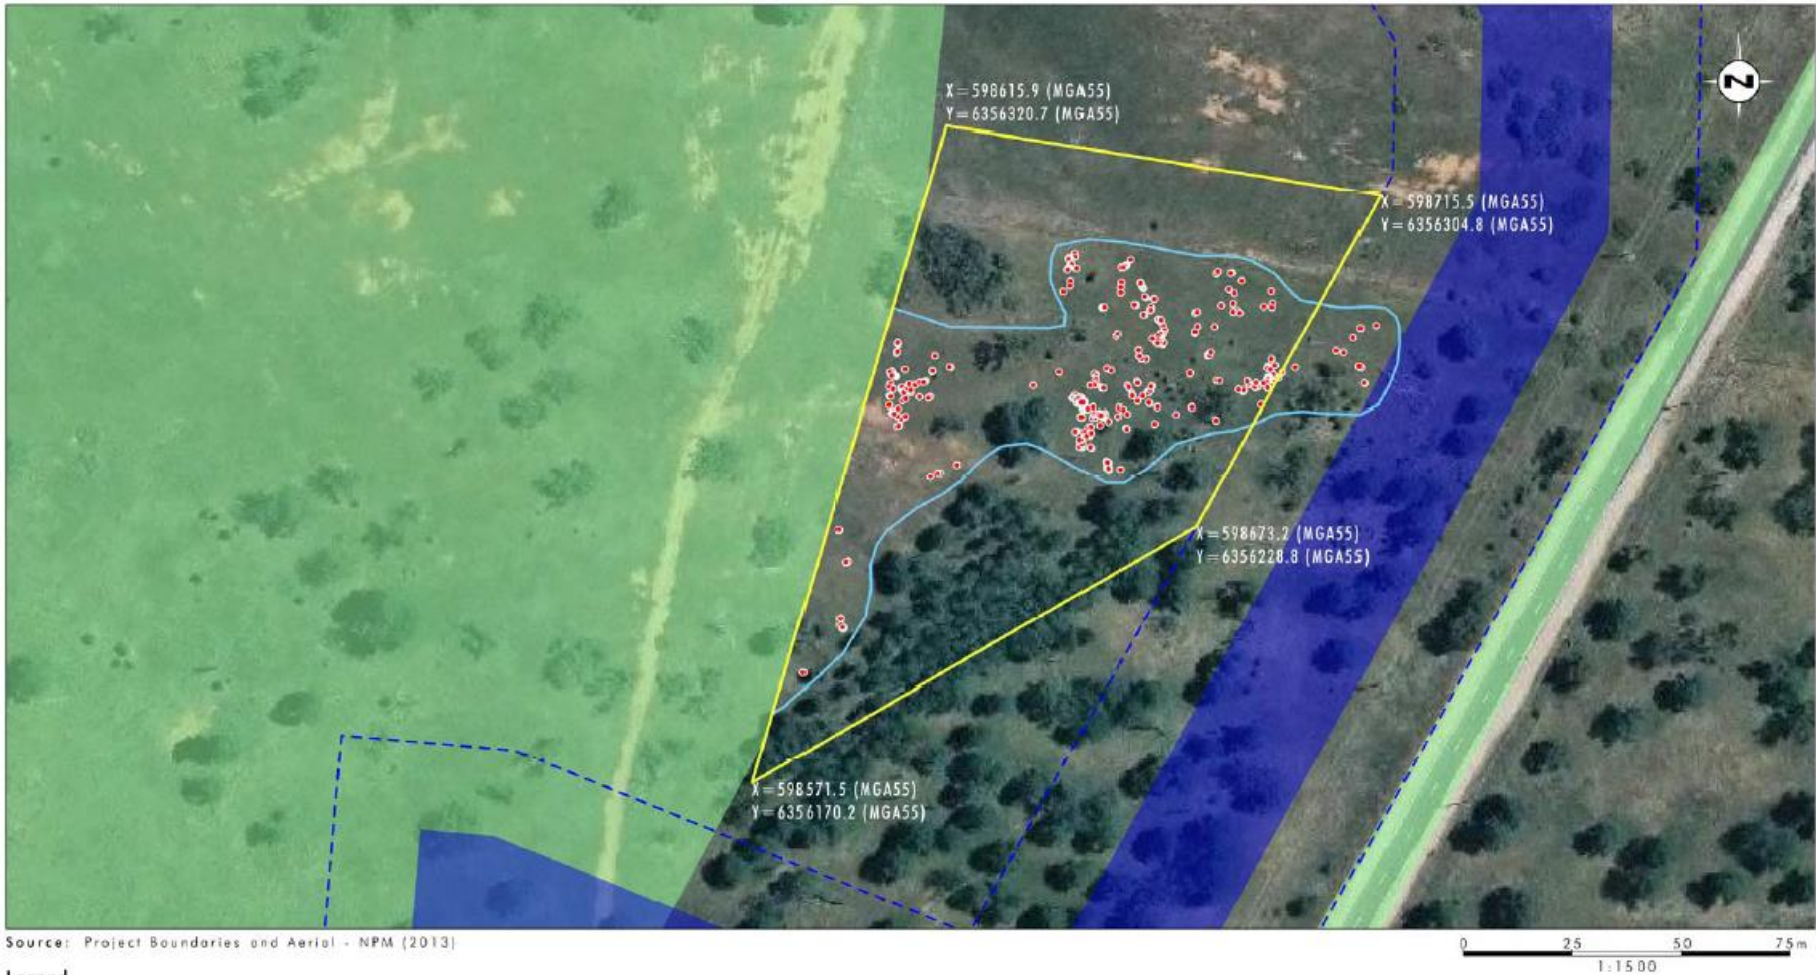 X=598615.9 (MGA55)
Y=6356320.7 (MGA55)
N
X=598715.5 (MGA55)
Y=6356304.8 (MGA55)
X=598673.2 (MGA55)
Y=6356228.8 (MGA55)
X=598571.5 (MGA55)
Y=6356170.2 (MGA55)
Source: Project Boundaries and Aerial - NPM (2013)
0 25 50 75m
1:1500